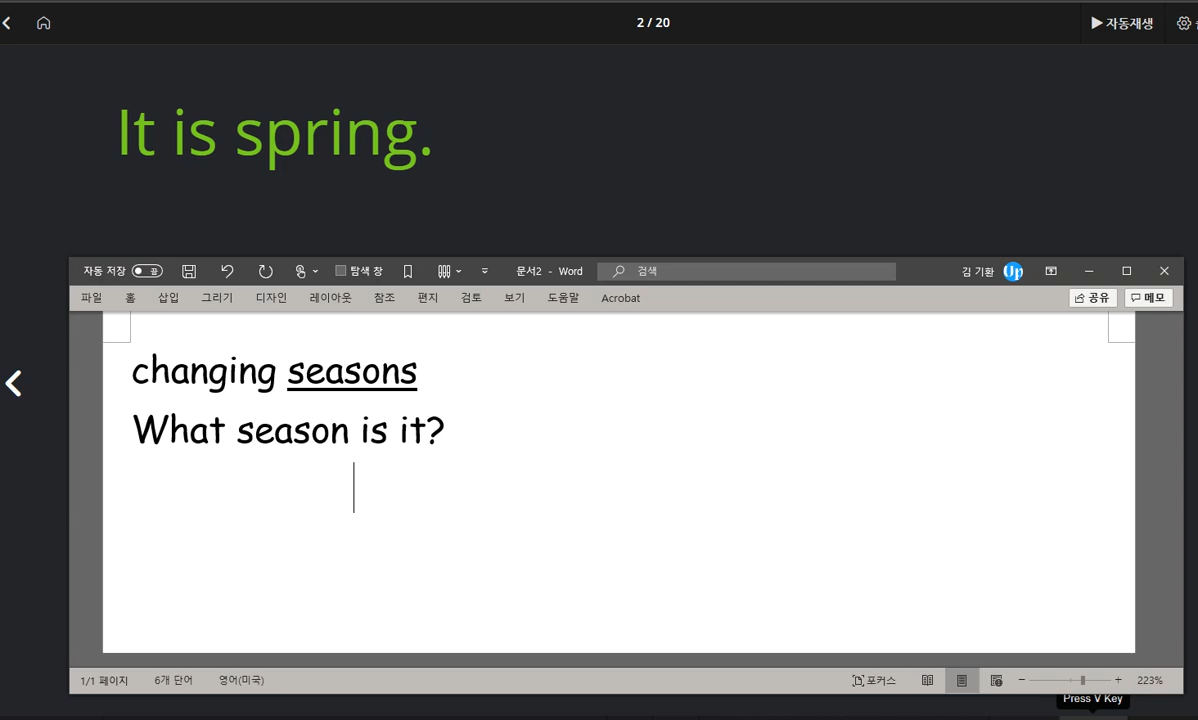 2 / 20
자동재생
It is spring.
자동 저장 끔 탐색 창 문서2 - Word 검색 김 기환 Up
파일 홈 삽입 그리기 디자인 레이아웃 참조 편지 검토 보기 도움말 Acrobat 공유 메모
changing seasons
What season is it?
1/1 페이지 6개 단어 영어(미국) 포커스 223%
Press V Key